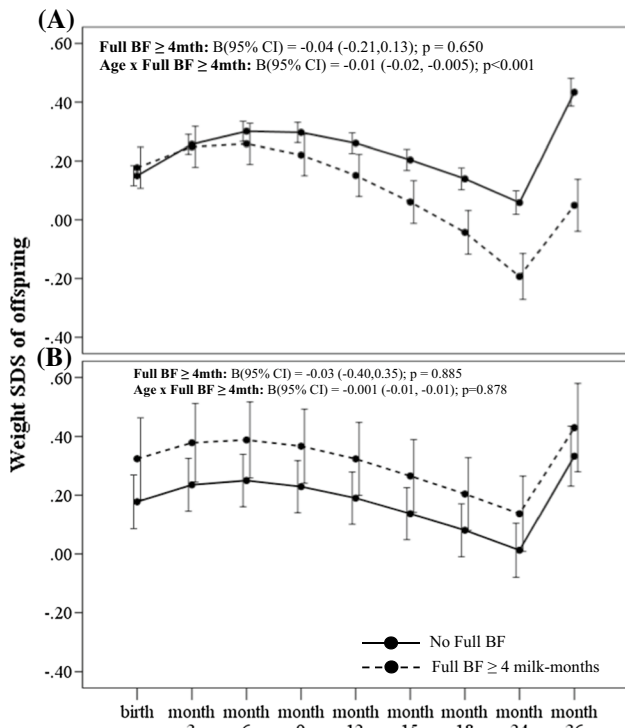 (A)
Full BF ≥ 4mth: B(95% CI) = -0.04 (-0.21,0.13); p = 0.650
Age x Full BF ≥ 4mth: B(95% CI) = -0.01 (-0.02, -0.005); p<0.001
.60
.40
.20
.00
-.20
-.40
Weight SDS of offspring
(B)
Full BF ≥ 4mth: B(95% CI) = -0.03 (-0.40,0.35); p = 0.885
Age x Full BF ≥ 4mth: B(95% CI) = -0.001 (-0.01, -0.01); p=0.878
.60
.40
.20
.00
-.20
-.40
No Full BF
Full BF ≥ 4 milk-months
birth month month month month month month month month